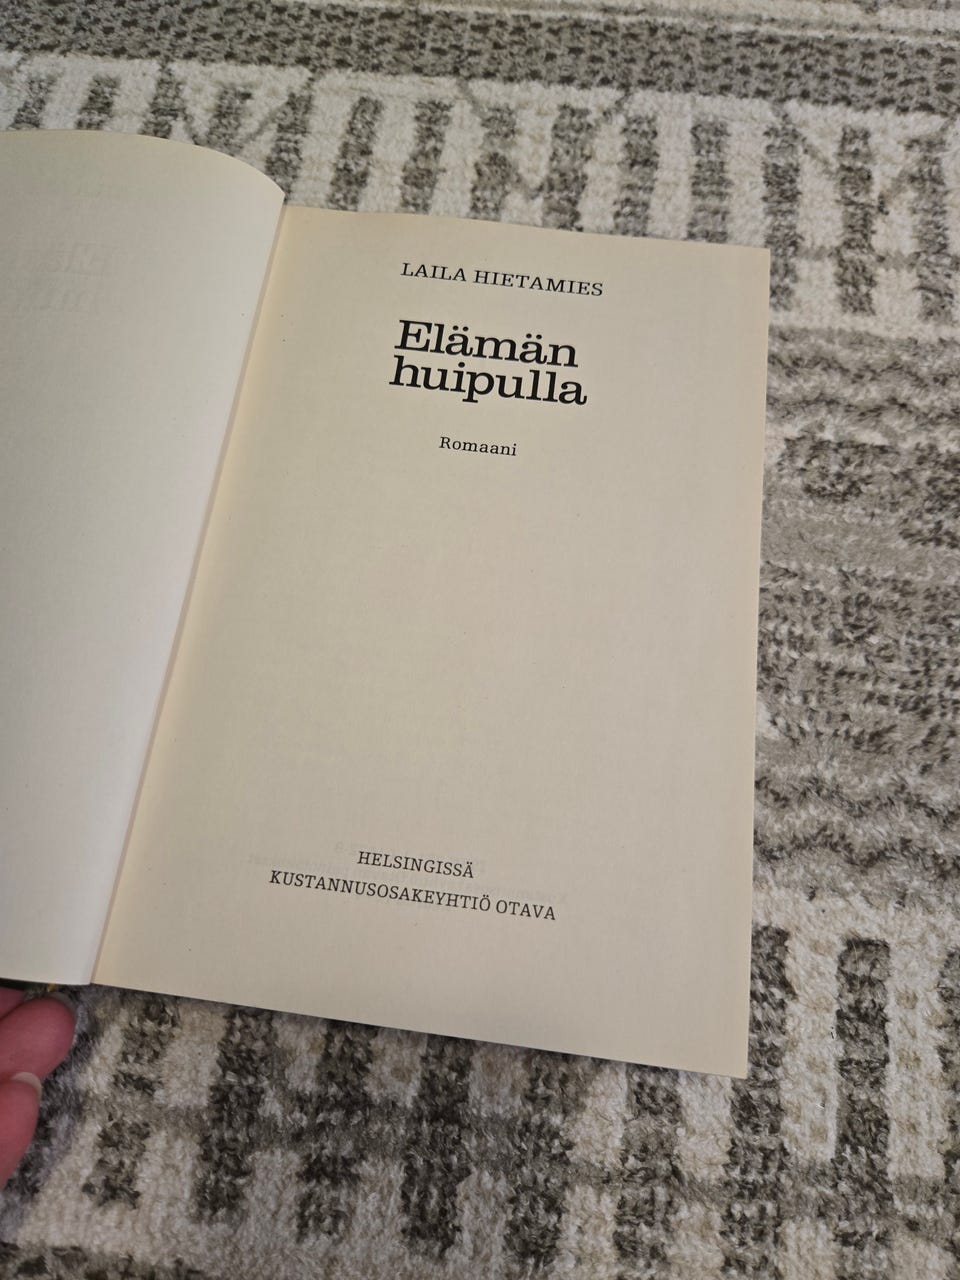 LAILA HIETAMIES
Elämän
huipulla
Romaani
HELSINGISSÄ
KUSTANNUSOSAKEYHTIÖ OTAVA